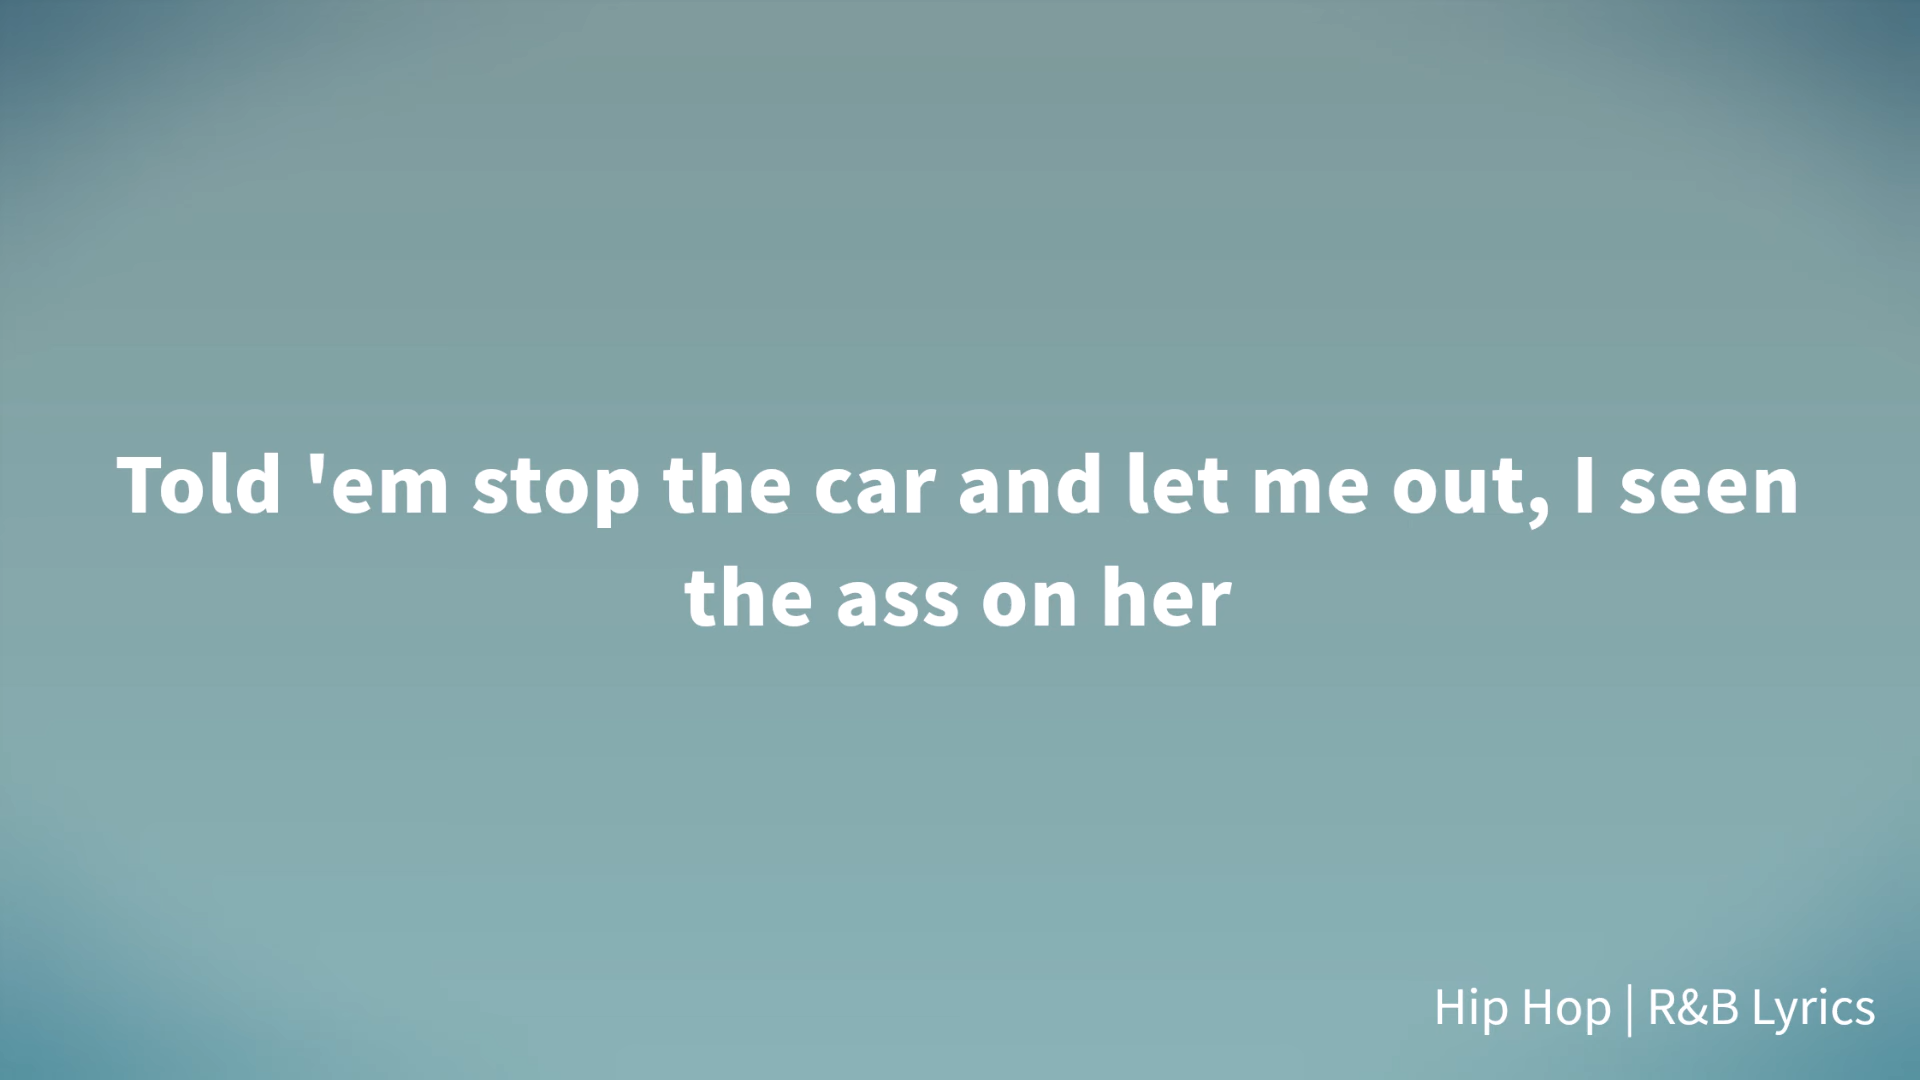 Told 'em stop the car and let me out, I seen
the ass on her
Hip Hop | R&B Lyrics